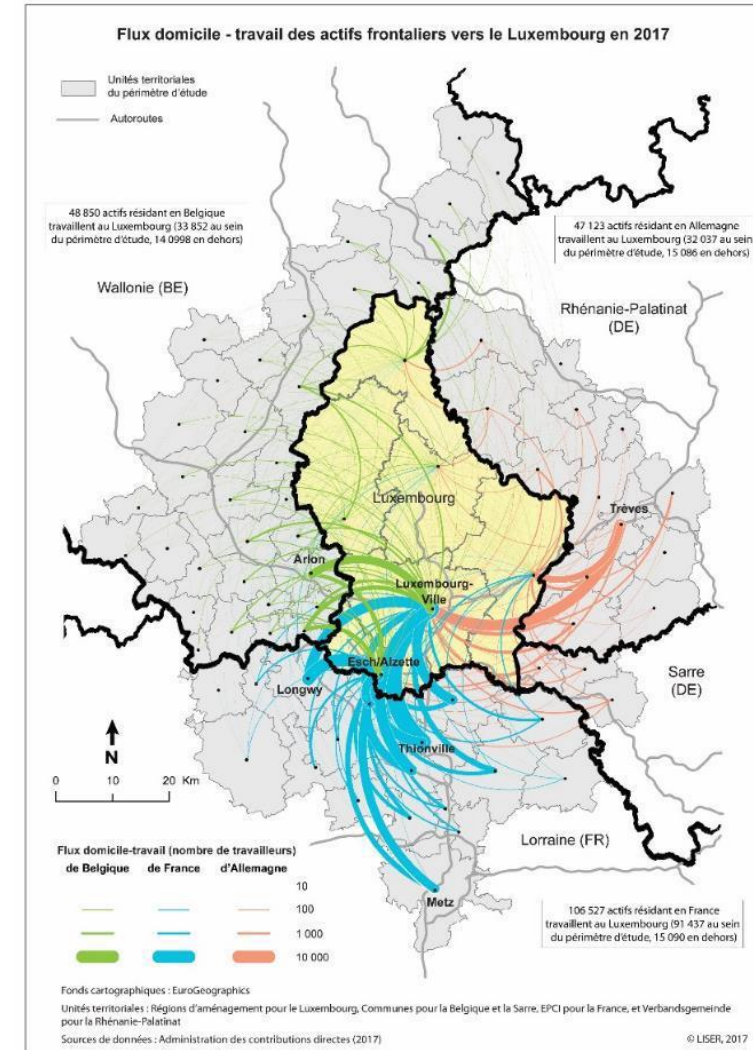 Flux domicile - travail des actifs frontaliers vers le Luxembourg en 2017
Unités territoriales
du périmètre d'étude
Autoroutes
48 850 actifs résidant en Belgique
travaillent au Luxembourg (33 852 au sein
du périmètre d'étude, 14 0998 en dehors)
47 123 actifs résidant en Allemagne
travaillent au Luxembourg (32 037 au sein
du périmètre d'étude, 15 086 en dehors)
Wallonie (BE)
Rhénanie-Palatinat
(DE)
Luxembourg
Trèves
Arlon
Luxembourg-
Ville
Esch/Alzette
Longwy
Sarre
(DE)
N
Thionville
0 10 20 Km
Lorraine (FR)
Flux domicile-travail (nombre de travailleurs)
de Belgique de France d'Allemagne
10
100
1 000
10 000
Metz
106 527 actifs résidant en France
travaillent au Luxembourg (91 437 au sein
du périmètre d'étude, 15 090 en dehors)
Fonds cartographiques : EuroGeographics
Unités territoriales : Régions d'aménagement pour le Luxembourg, Communes pour la Belgique et la Sarre, EPCI pour la France, et Verbandsgemeinde
pour la Rhénanie-Palatinat
Sources de données : Administration des contributions directes (2017)
© LISER, 2017